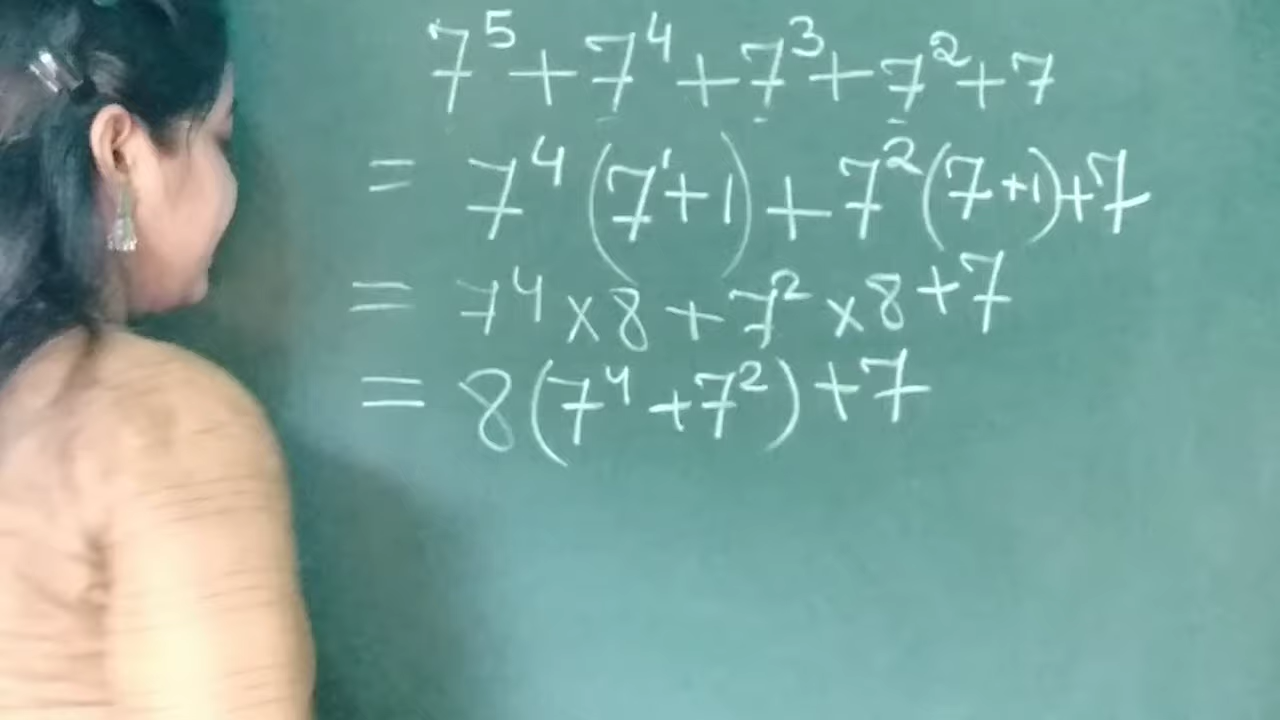 7⁵ + 7⁴ + 7³ + 7² + 7
= 7⁴ (7¹ + 1) + 7² (7 + 1) + 7
= 7⁴ × 8 + 7² × 8 + 7
= 8 (7⁴ + 7²) + 7